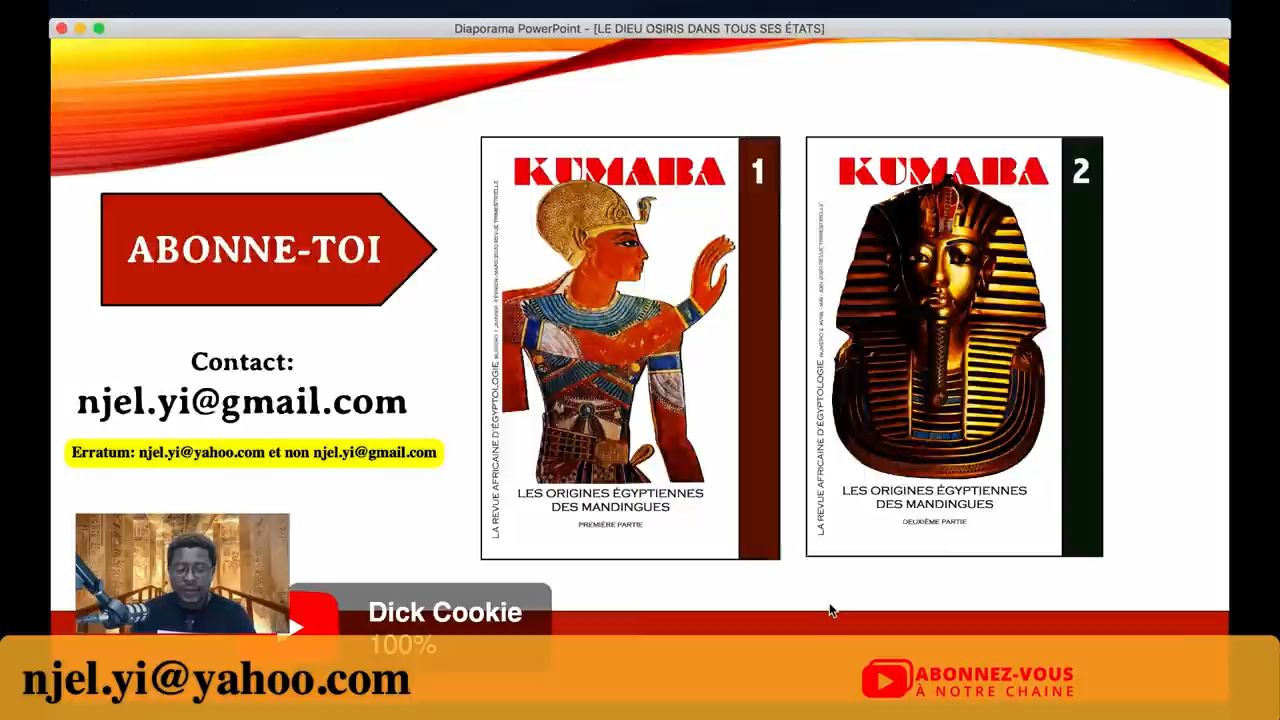 Diaporama PowerPoint - [LE DIEU OSIRIS DANS TOUS SES ÉTATS]
ABONNE-TOI
Contact:
njel.yi@gmail.com
Erratum: njel.yi@yahoo.com et non njel.yi@gmail.com
KUMABA
1
LA REVUE AFRICAINE D'ÉGYPTOLOGIE
LES ORIGINES ÉGYPTIENNES
DES MANDINGUES
PREMIÈRE PARTIE
KUMABA
2
LA REVUE AFRICAINE D'ÉGYPTOLOGIE
LES ORIGINES ÉGYPTIENNES
DES MANDINGUES
DEUXIÈME PARTIE
Dick Cookie
100%
njel.yi@yahoo.com
ABONNEZ-VOUS
À NOTRE CHAINE